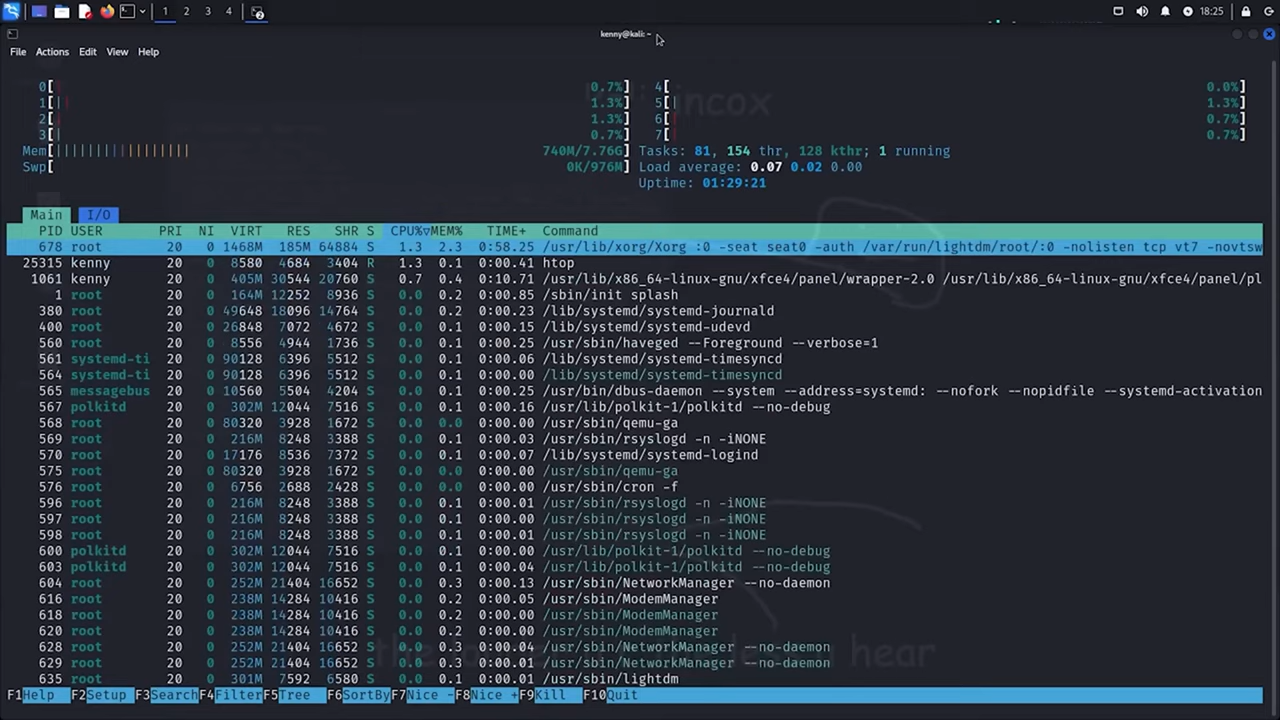 1 2 3 4 18:25
kenny@kali: ~
File Actions Edit View Help
0[ 0.7%] 4[ 0.0%]
1[ 1.3%] 5[ 1.3%]
2[ 1.3%] 6[ 0.7%]
3[ 0.7%] 7[ 0.7%]
Mem[ 740M/7.76G] Tasks: 81, 154 thr, 128 kthr; 1 running
Swp[ 0K/976M] Load average: 0.07 0.02 0.00
Uptime: 01:29:21
Main I/O
PID USER PRI NI VIRT RES SHR S CPU%▽MEM% TIME+ Command
678 root 20 0 1468M 185M 64884 S 1.3 2.3 0:58.25 /usr/lib/xorg/Xorg :0 -seat seat0 -auth /var/run/lightdm/root/:0 -nolisten tcp vt7 -novtsw
25315 kenny 20 0 8580 4684 3404 R 1.3 0.1 0:00.41 htop
1061 kenny 20 0 405M 30544 20760 S 0.7 0.4 0:10.71 /usr/lib/x86_64-linux-gnu/xfce4/panel/wrapper-2.0 /usr/lib/x86_64-linux-gnu/xfce4/panel/pl
1 root 20 0 164M 12252 8936 S 0.0 0.2 0:00.85 /sbin/init splash
380 root 20 0 49648 18096 14764 S 0.0 0.2 0:00.23 /lib/systemd/systemd-journald
400 root 20 0 26848 7072 4672 S 0.0 0.1 0:00.15 /lib/systemd/systemd-udevd
560 root 20 0 8556 4944 1736 S 0.0 0.1 0:00.25 /usr/sbin/haveged --Foreground --verbose=1
561 systemd-ti 20 0 90128 6396 5512 S 0.0 0.1 0:00.06 /lib/systemd/systemd-timesyncd
564 systemd-ti 20 0 90128 6396 5512 S 0.0 0.1 0:00.00 /lib/systemd/systemd-timesyncd
565 messagebus 20 0 10560 5504 4204 S 0.0 0.1 0:00.25 /usr/bin/dbus-daemon --system --address=systemd: --nofork --nopidfile --systemd-activation
567 polkitd 20 0 302M 12044 7516 S 0.0 0.1 0:00.16 /usr/lib/polkit-1/polkitd --no-debug
568 root 20 0 80320 3928 1672 S 0.0 0.0 0:00.00 /usr/sbin/qemu-ga
569 root 20 0 216M 8248 3388 S 0.0 0.1 0:00.03 /usr/sbin/rsyslogd -n -iNONE
570 root 20 0 17176 8536 7372 S 0.0 0.1 0:00.07 /lib/systemd/systemd-logind
575 root 20 0 80320 3928 1672 S 0.0 0.0 0:00.00 /usr/sbin/qemu-ga
576 root 20 0 6756 2688 2428 S 0.0 0.0 0:00.00 /usr/sbin/cron -f
596 root 20 0 216M 8248 3388 S 0.0 0.1 0:00.01 /usr/sbin/rsyslogd -n -iNONE
597 root 20 0 216M 8248 3388 S 0.0 0.1 0:00.00 /usr/sbin/rsyslogd -n -iNONE
598 root 20 0 216M 8248 3388 S 0.0 0.1 0:00.01 /usr/sbin/rsyslogd -n -iNONE
600 polkitd 20 0 302M 12044 7516 S 0.0 0.1 0:00.00 /usr/lib/polkit-1/polkitd --no-debug
603 polkitd 20 0 302M 12044 7516 S 0.0 0.1 0:00.04 /usr/lib/polkit-1/polkitd --no-debug
604 root 20 0 252M 21404 16652 S 0.0 0.3 0:00.13 /usr/sbin/NetworkManager --no-daemon
616 root 20 0 238M 14284 10416 S 0.0 0.2 0:00.05 /usr/sbin/ModemManager
618 root 20 0 238M 14284 10416 S 0.0 0.2 0:00.00 /usr/sbin/ModemManager
620 root 20 0 238M 14284 10416 S 0.0 0.2 0:00.00 /usr/sbin/ModemManager
628 root 20 0 252M 21404 16652 S 0.0 0.3 0:00.04 /usr/sbin/NetworkManager --no-daemon
629 root 20 0 252M 21404 16652 S 0.0 0.3 0:00.01 /usr/sbin/NetworkManager --no-daemon
635 root 20 0 301M 7592 6580 S 0.0 0.1 0:00.00 /usr/sbin/lightdm
F1Help F2Setup F3SearchF4FilterF5Tree F6SortByF7Nice -F8Nice +F9Kill F10Quit